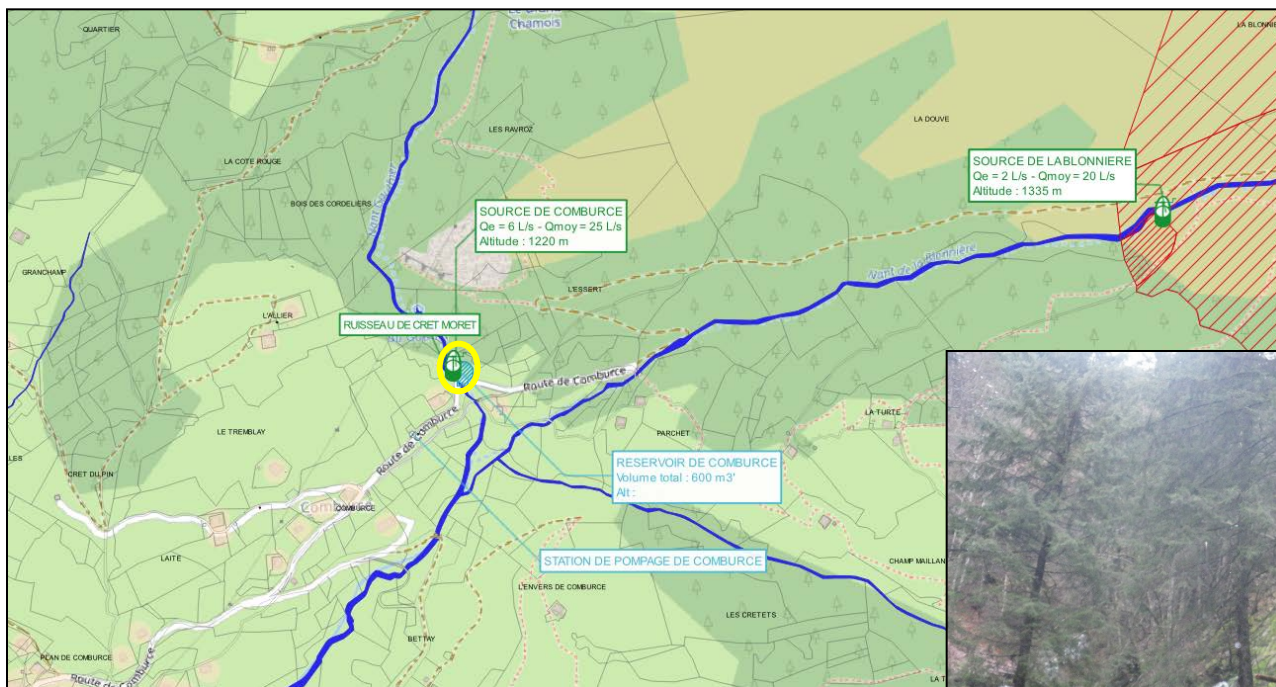 QUARTIER
Chamois
LA BLONNIE
LES RAVROZ
LA DOUVE
LA COTE ROUGE
SOURCE DE LABLONNIERE
Qe = 2 L/s - Qmoy = 20 L/s
Altitude : 1335 m
BOIS DES CORDELIERS
SOURCE DE COMBURCE
Qe = 6 L/s - Qmoy = 25 L/s
Altitude : 1220 m
GRANCHAMP
Nant de la Blonnière
L'ESSERT
L'ALLIER
RUISSEAU DE CRET MORET
Route de Comburce
LE TREMBLAY
Route de Comburce
PARCHET
LA TURTE
LES
CRET DU PIN
RESERVOIR DE COMBURCE
Volume total : 600 m3'
Alt :
COMBURCE
LAITE
STATION DE POMPAGE DE COMBURCE
CHAMP MAILLAN
L'ENVERS DE COMBURCE
LES CRETETS
BETTAY
PLAN DE COMBURCE
Route de Comburce
LA T